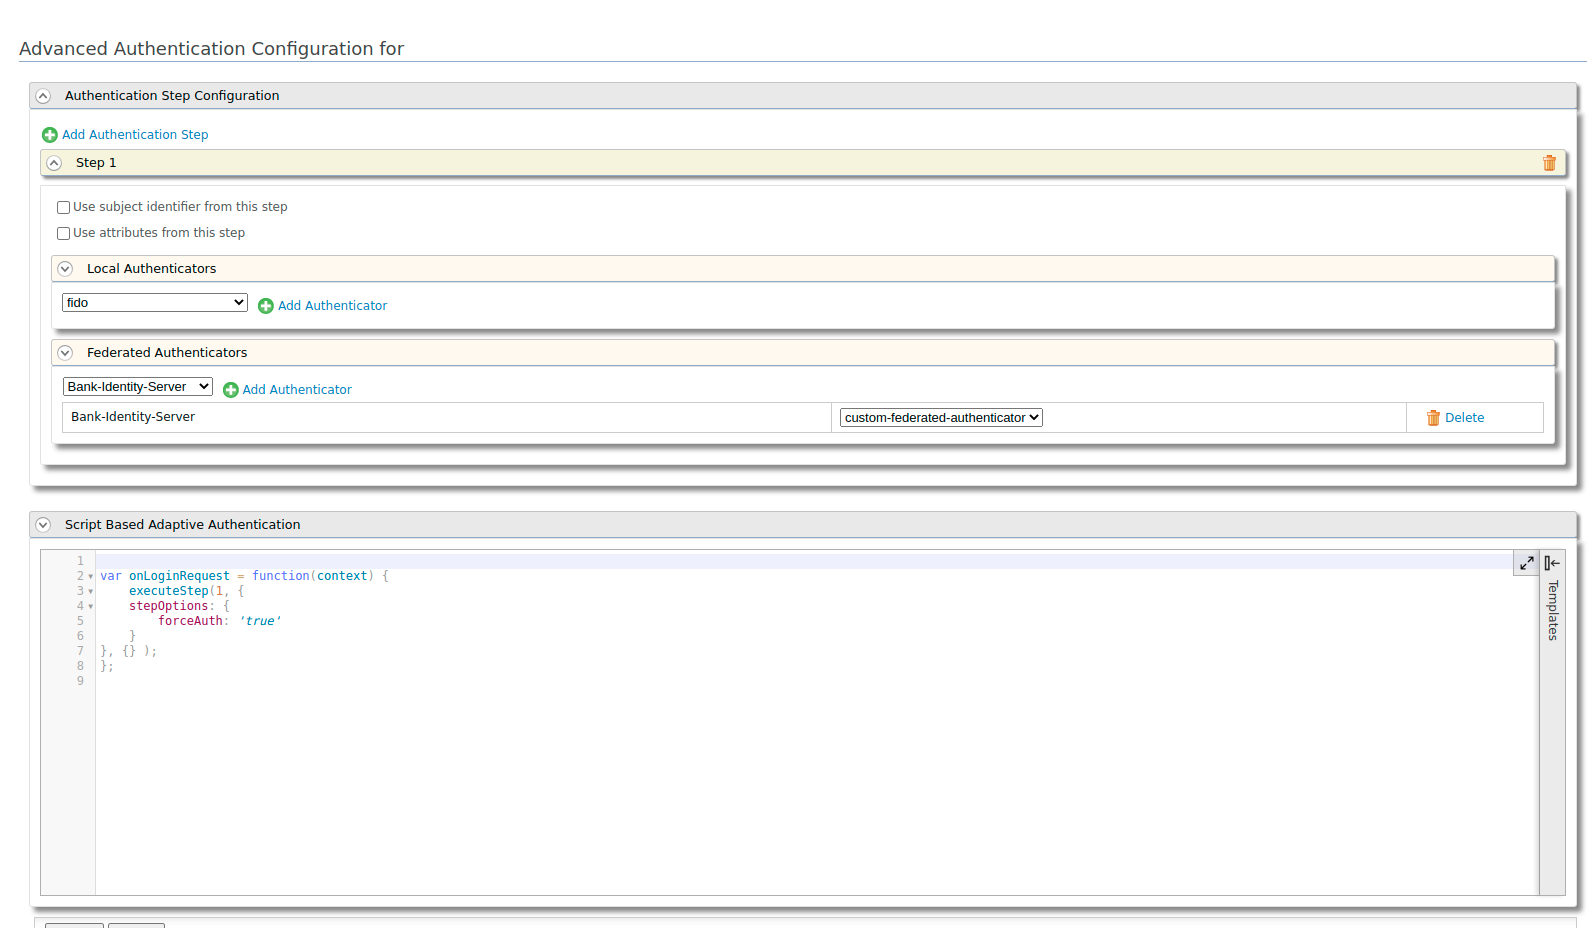 Advanced Authentication Configuration for
Authentication Step Configuration
Add Authentication Step
Step 1
Use subject identifier from this step
Use attributes from this step
Local Authenticators
fido Add Authenticator
Federated Authenticators
Bank-Identity-Server Add Authenticator
Bank-Identity-Server custom-federated-authenticator Delete
Script Based Adaptive Authentication
1
2 var onLoginRequest = function(context) {
3 executeStep(1, {
4 stepOptions: {
5 forceAuth: 'true'
6 }
7 }, {} );
8 };
9
Templates